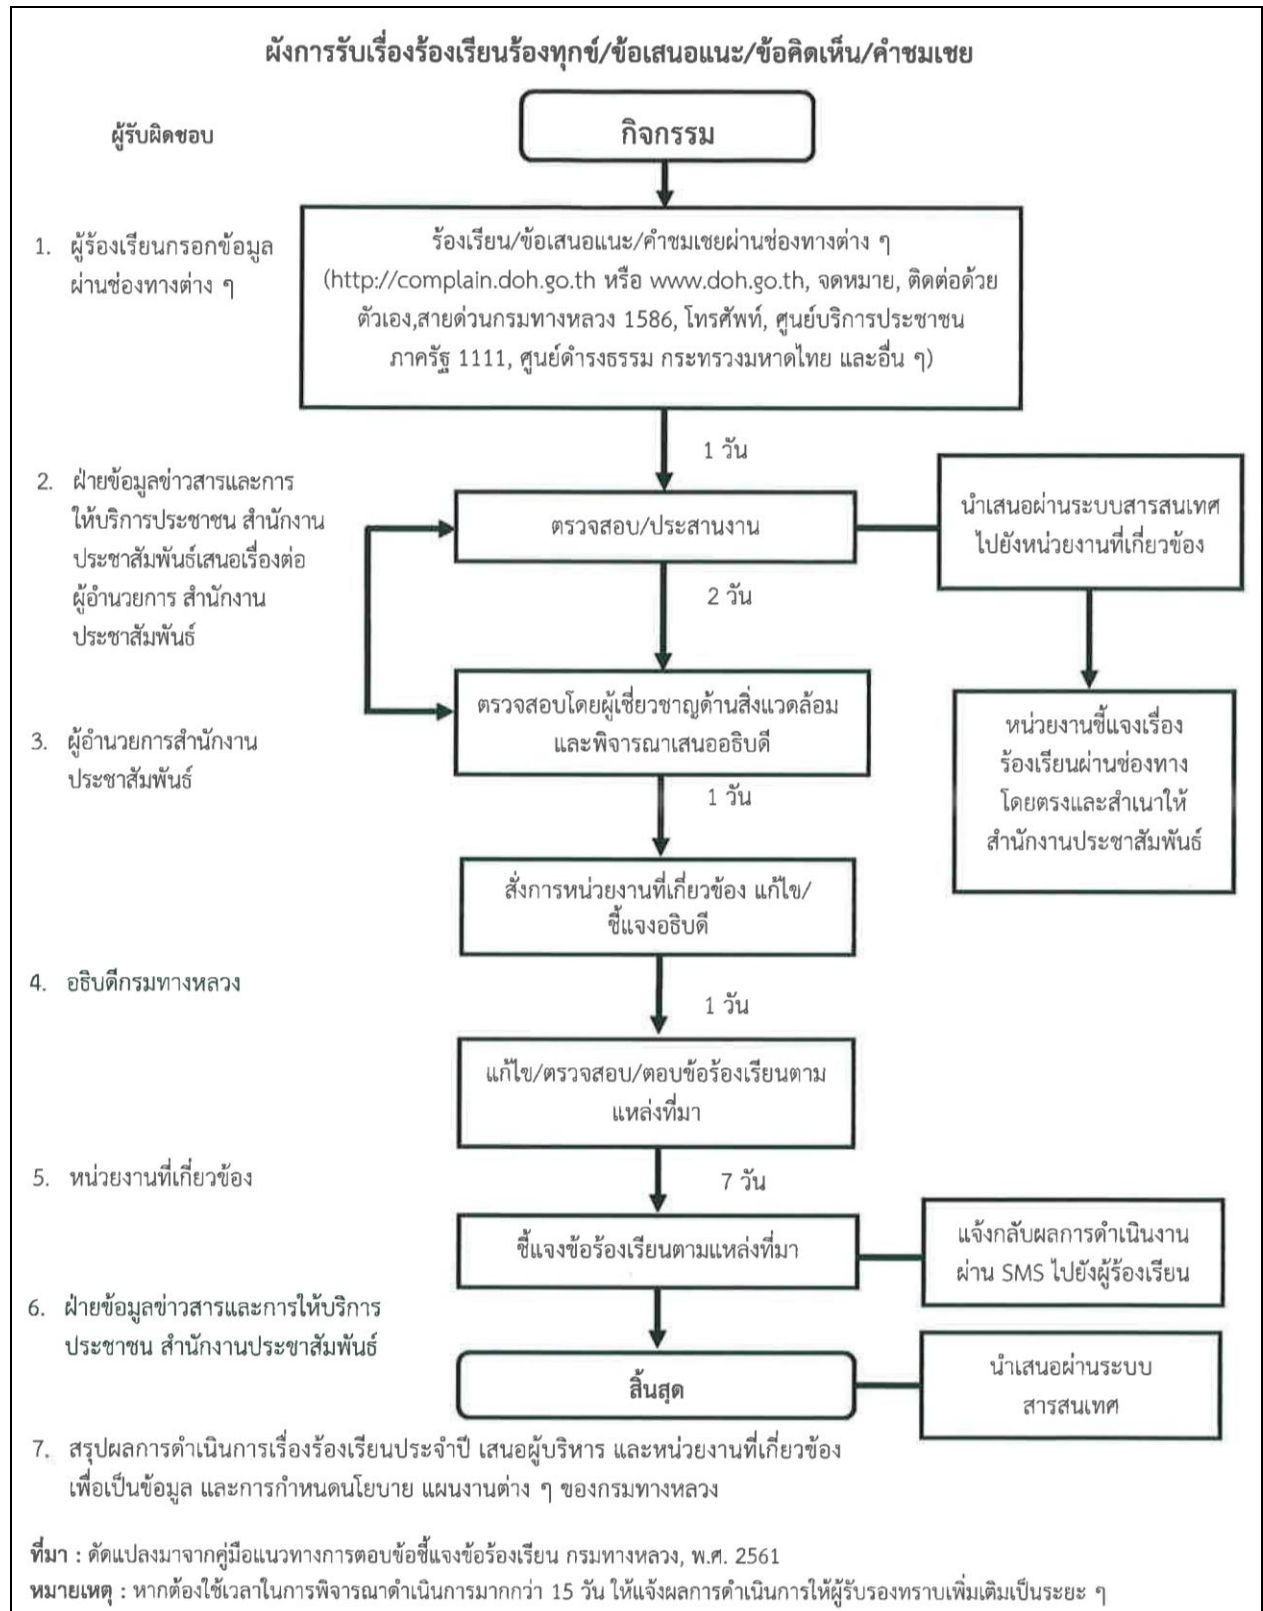 ผังการรับเรื่องร้องเรียนร้องทุกข์/ข้อเสนอแนะ/ข้อคิดเห็น/คำชมเชย
ผู้รับผิดชอบ
กิจกรรม
1. ผู้ร้องเรียนกรอกข้อมูล
ผ่านช่องทางต่าง ๆ
ร้องเรียน/ข้อเสนอแนะ/คำชมเชยผ่านช่องทางต่าง ๆ
(http://complain.doh.go.th หรือ www.doh.go.th, จดหมาย, ติดต่อด้วย
ตัวเอง,สายด่วนกรมทางหลวง 1586, โทรศัพท์, ศูนย์บริการประชาชน
ภาครัฐ 1111, ศูนย์ดำรงธรรม กระทรวงมหาดไทย และอื่น ๆ)
1 วัน
2. ฝ่ายข้อมูลข่าวสารและการ
ให้บริการประชาชน สำนักงาน
ประชาสัมพันธ์เสนอเรื่องต่อ
ผู้อำนวยการ สำนักงาน
ประชาสัมพันธ์
ตรวจสอบ/ประสานงาน
นำเสนอผ่านระบบสารสนเทศ
ไปยังหน่วยงานที่เกี่ยวข้อง
2 วัน
3. ผู้อำนวยการสำนักงาน
ประชาสัมพันธ์
ตรวจสอบโดยผู้เชี่ยวชาญด้านสิ่งแวดล้อม
และพิจารณาเสนออธิบดี
หน่วยงานชี้แจงเรื่อง
ร้องเรียนผ่านช่องทาง
โดยตรงและสำเนาให้
สำนักงานประชาสัมพันธ์
1 วัน
สั่งการหน่วยงานที่เกี่ยวข้อง แก้ไข/
ชี้แจงอธิบดี
4. อธิบดีกรมทางหลวง
1 วัน
แก้ไข/ตรวจสอบ/ตอบข้อร้องเรียนตาม
แหล่งที่มา
5. หน่วยงานที่เกี่ยวข้อง
7 วัน
ชี้แจงข้อร้องเรียนตามแหล่งที่มา
แจ้งกลับผลการดำเนินงาน
ผ่าน SMS ไปยังผู้ร้องเรียน
6. ฝ่ายข้อมูลข่าวสารและการให้บริการ
ประชาชน สำนักงานประชาสัมพันธ์
สิ้นสุด
นำเสนอผ่านระบบ
สารสนเทศ
7. สรุปผลการดำเนินการเรื่องร้องเรียนประจำปี เสนอผู้บริหาร และหน่วยงานที่เกี่ยวข้อง
เพื่อเป็นข้อมูล และการกำหนดนโยบาย แผนงานต่าง ๆ ของกรมทางหลวง
ที่มา : ดัดแปลงมาจากคู่มือแนวทางการตอบข้อชี้แจงข้อร้องเรียน กรมทางหลวง, พ.ศ. 2561
หมายเหตุ : หากต้องใช้เวลาในการพิจารณาดำเนินการมากกว่า 15 วัน ให้แจ้งผลการดำเนินการให้ผู้รับรองทราบเพิ่มเติมเป็นระยะ ๆ